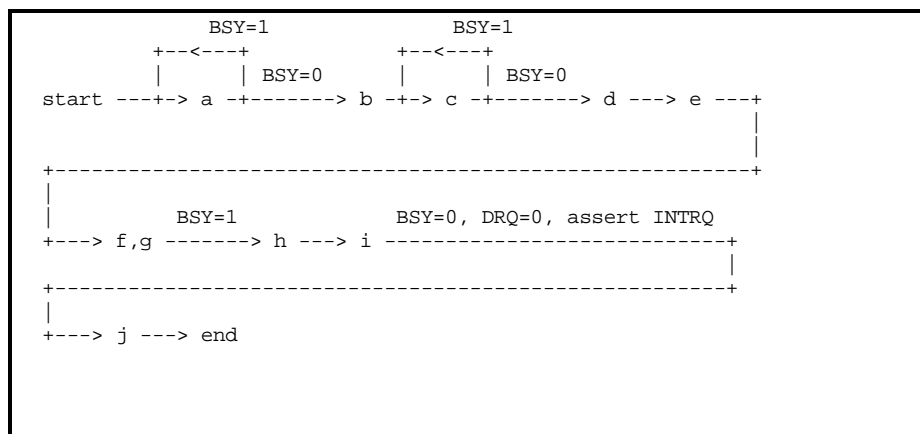 BSY=1 BSY=1
+--<---+ +--<---+
| | BSY=0 | | BSY=0
start ---+-> a -+-------> b -+-> c -+-------> d ---> e ---+
|
|
+---------------------------------------------------------+
|
| BSY=1 BSY=0, DRQ=0, assert INTRQ
+---> f,g -------> h ---> i ----------------------------+
|
+-------------------------------------------------------+
|
+---> j ---> end